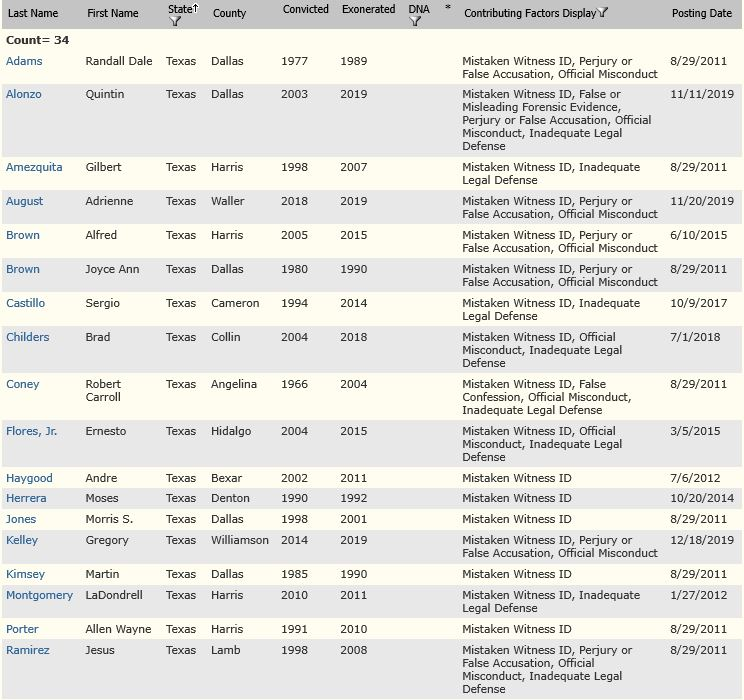 Last Name First Name State↑ County Convicted Exonerated DNA * Contributing Factors Display Posting Date
Count= 34
Adams Randall Dale Texas Dallas 1977 1989 Mistaken Witness ID, Perjury or 8/29/2011
False Accusation, Official Misconduct
Alonzo Quintin Texas Dallas 2003 2019 Mistaken Witness ID, False or 11/11/2019
Misleading Forensic Evidence,
Perjury or False Accusation, Official
Misconduct, Inadequate Legal
Defense
Amezquita Gilbert Texas Harris 1998 2007 Mistaken Witness ID, Inadequate 8/29/2011
Legal Defense
August Adrienne Texas Waller 2018 2019 Mistaken Witness ID, Perjury or 11/20/2019
False Accusation, Official Misconduct
Brown Alfred Texas Harris 2005 2015 Mistaken Witness ID, Perjury or 6/10/2015
False Accusation, Official Misconduct
Brown Joyce Ann Texas Dallas 1980 1990 Mistaken Witness ID, Perjury or 8/29/2011
False Accusation, Official Misconduct
Castillo Sergio Texas Cameron 1994 2014 Mistaken Witness ID, Inadequate 10/9/2017
Legal Defense
Childers Brad Texas Collin 2004 2018 Mistaken Witness ID, Official 7/1/2018
Misconduct, Inadequate Legal
Defense
Coney Robert Texas Angelina 1966 2004 Mistaken Witness ID, False 8/29/2011
Carroll Confession, Official Misconduct,
Inadequate Legal Defense
Flores, Jr. Ernesto Texas Hidalgo 2004 2015 Mistaken Witness ID, Official 3/5/2015
Misconduct, Inadequate Legal
Defense
Haygood Andre Texas Bexar 2002 2011 Mistaken Witness ID 7/6/2012
Herrera Moses Texas Denton 1990 1992 Mistaken Witness ID 10/20/2014
Jones Morris S. Texas Dallas 1998 2001 Mistaken Witness ID 8/29/2011
Kelley Gregory Texas Williamson 2014 2019 Mistaken Witness ID, Perjury or 12/18/2019
False Accusation, Official Misconduct
Kimsey Martin Texas Dallas 1985 1990 Mistaken Witness ID 8/29/2011
Montgomery LaDondrell Texas Harris 2010 2011 Mistaken Witness ID, Inadequate 1/27/2012
Legal Defense
Porter Allen Wayne Texas Harris 1991 2010 Mistaken Witness ID 8/29/2011
Ramirez Jesus Texas Lamb 1998 2008 Mistaken Witness ID, Perjury or 8/29/2011
False Accusation, Official
Misconduct, Inadequate Legal
Defense